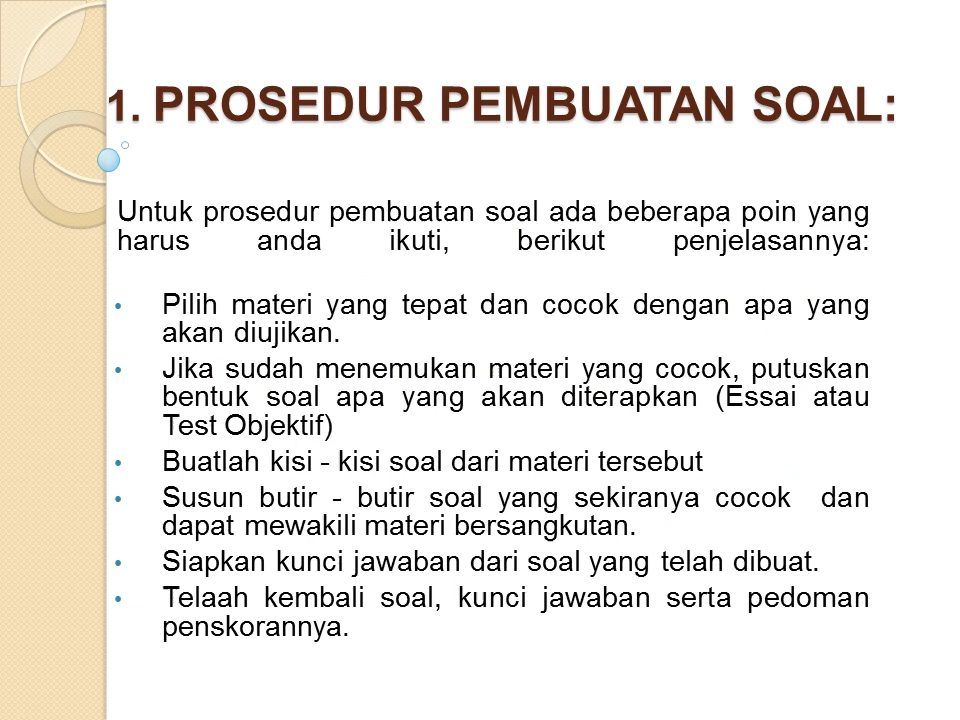 1. PROSEDUR PEMBUATAN SOAL:
Untuk prosedur pembuatan soal ada beberapa poin yang
harus anda ikuti, berikut penjelasannya:
• Pilih materi yang tepat dan cocok dengan apa yang
akan diujikan.
• Jika sudah menemukan materi yang cocok, putuskan
bentuk soal apa yang akan diterapkan (Essai atau
Test Objektif)
• Buatlah kisi - kisi soal dari materi tersebut
• Susun butir - butir soal yang sekiranya cocok dan
dapat mewakili materi bersangkutan.
• Siapkan kunci jawaban dari soal yang telah dibuat.
• Telaah kembali soal, kunci jawaban serta pedoman
penskorannya.